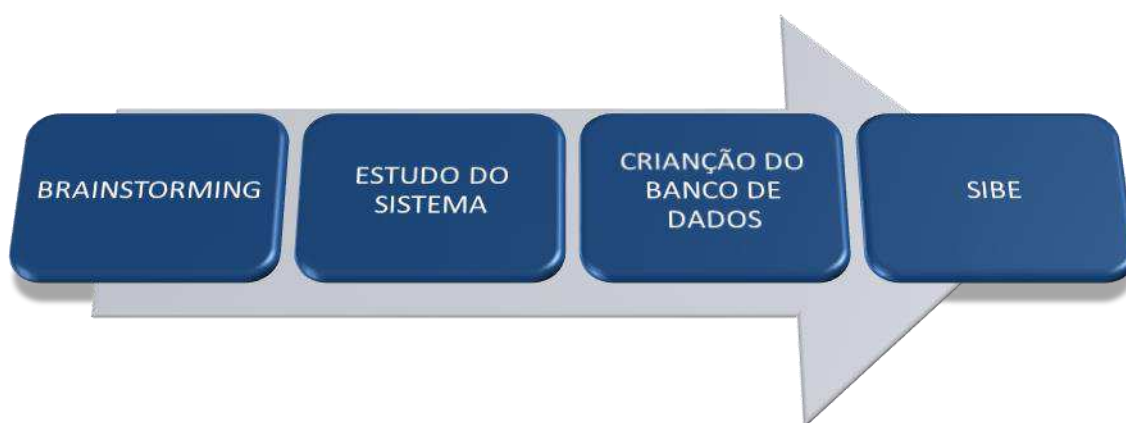 BRAINSTORMING
ESTUDO DO
SISTEMA
CRIANÇÃO DO
BANCO DE
DADOS
SIBE